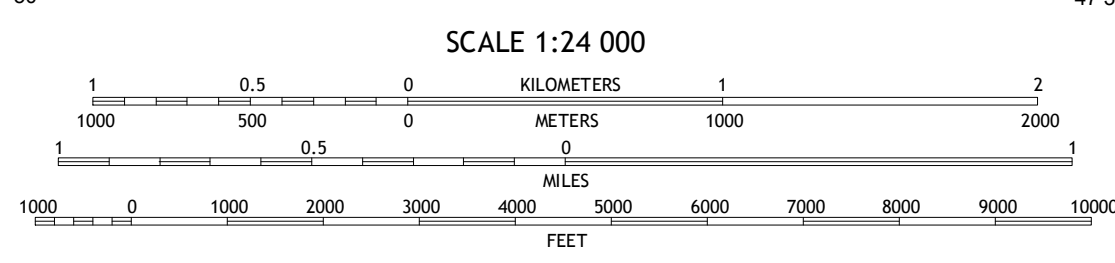 SCALE 1:24 000
1 0.5 0 KILOMETERS 1 2
1000 500 0 METERS 1000 2000
1 0.5 0 1
MILES
1000 0 1000 2000 3000 4000 5000 6000 7000 8000 9000 10000
FEET